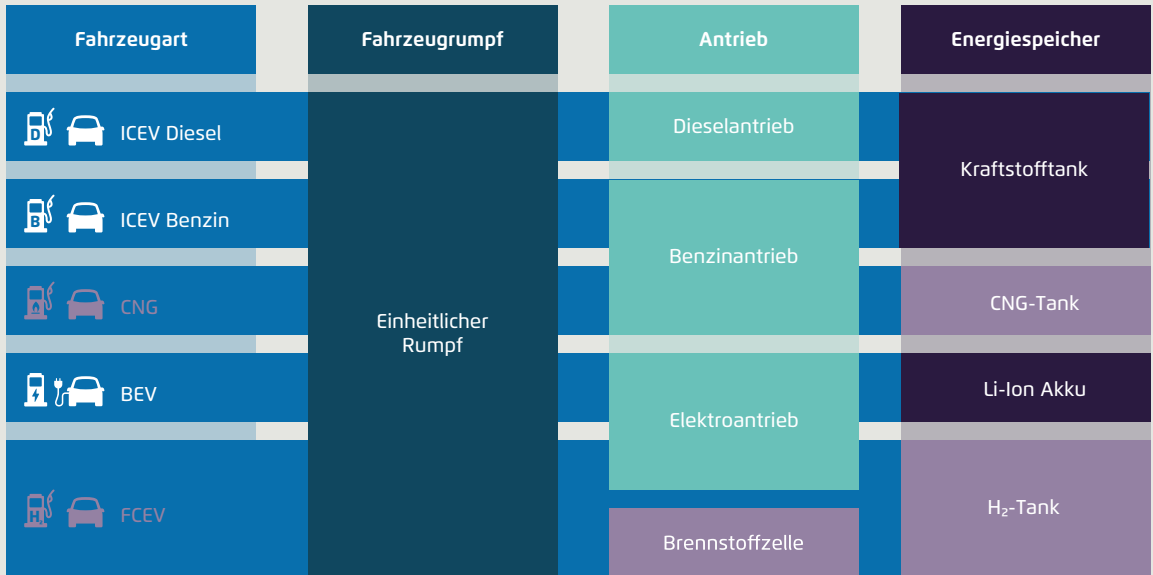 Fahrzeugart
Fahrzeugrumpf
Antrieb
Energiespeicher
D
ICEV Diesel
Dieselantrieb
Kraftstofftank
B
ICEV Benzin
Benzinantrieb
CNG
CNG-Tank
Einheitlicher
Rumpf
BEV
Elektroantrieb
Li-Ion Akku
H
FCEV
Brennstoffzelle
H₂-Tank